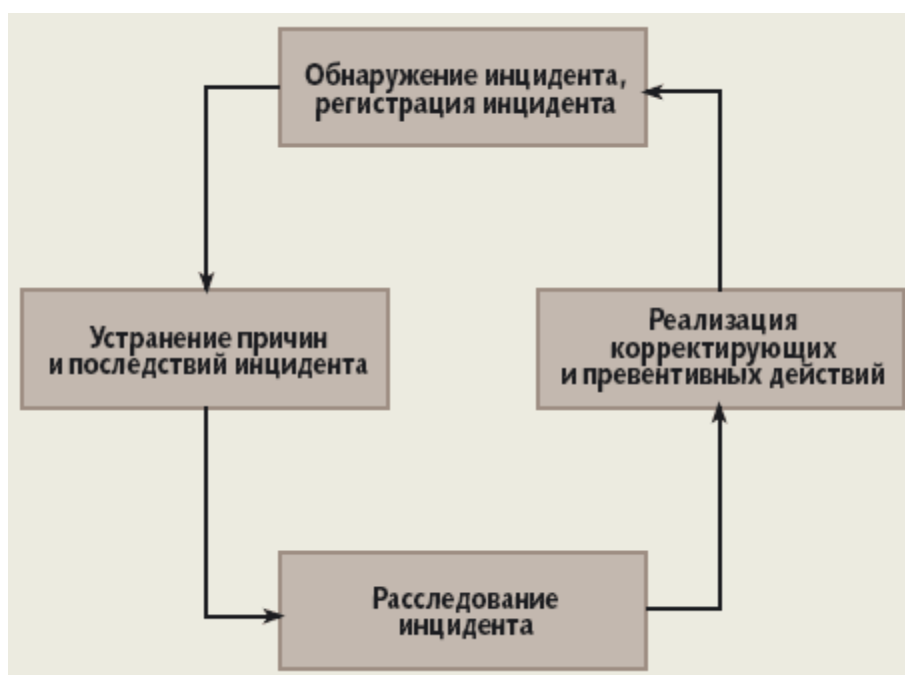 Обнаружение инцидента,
регистрация инцидента
Устранение причин
и последствий инцидента
Реализация
корректирующих
и превентивных действий
Расследование
инцидента